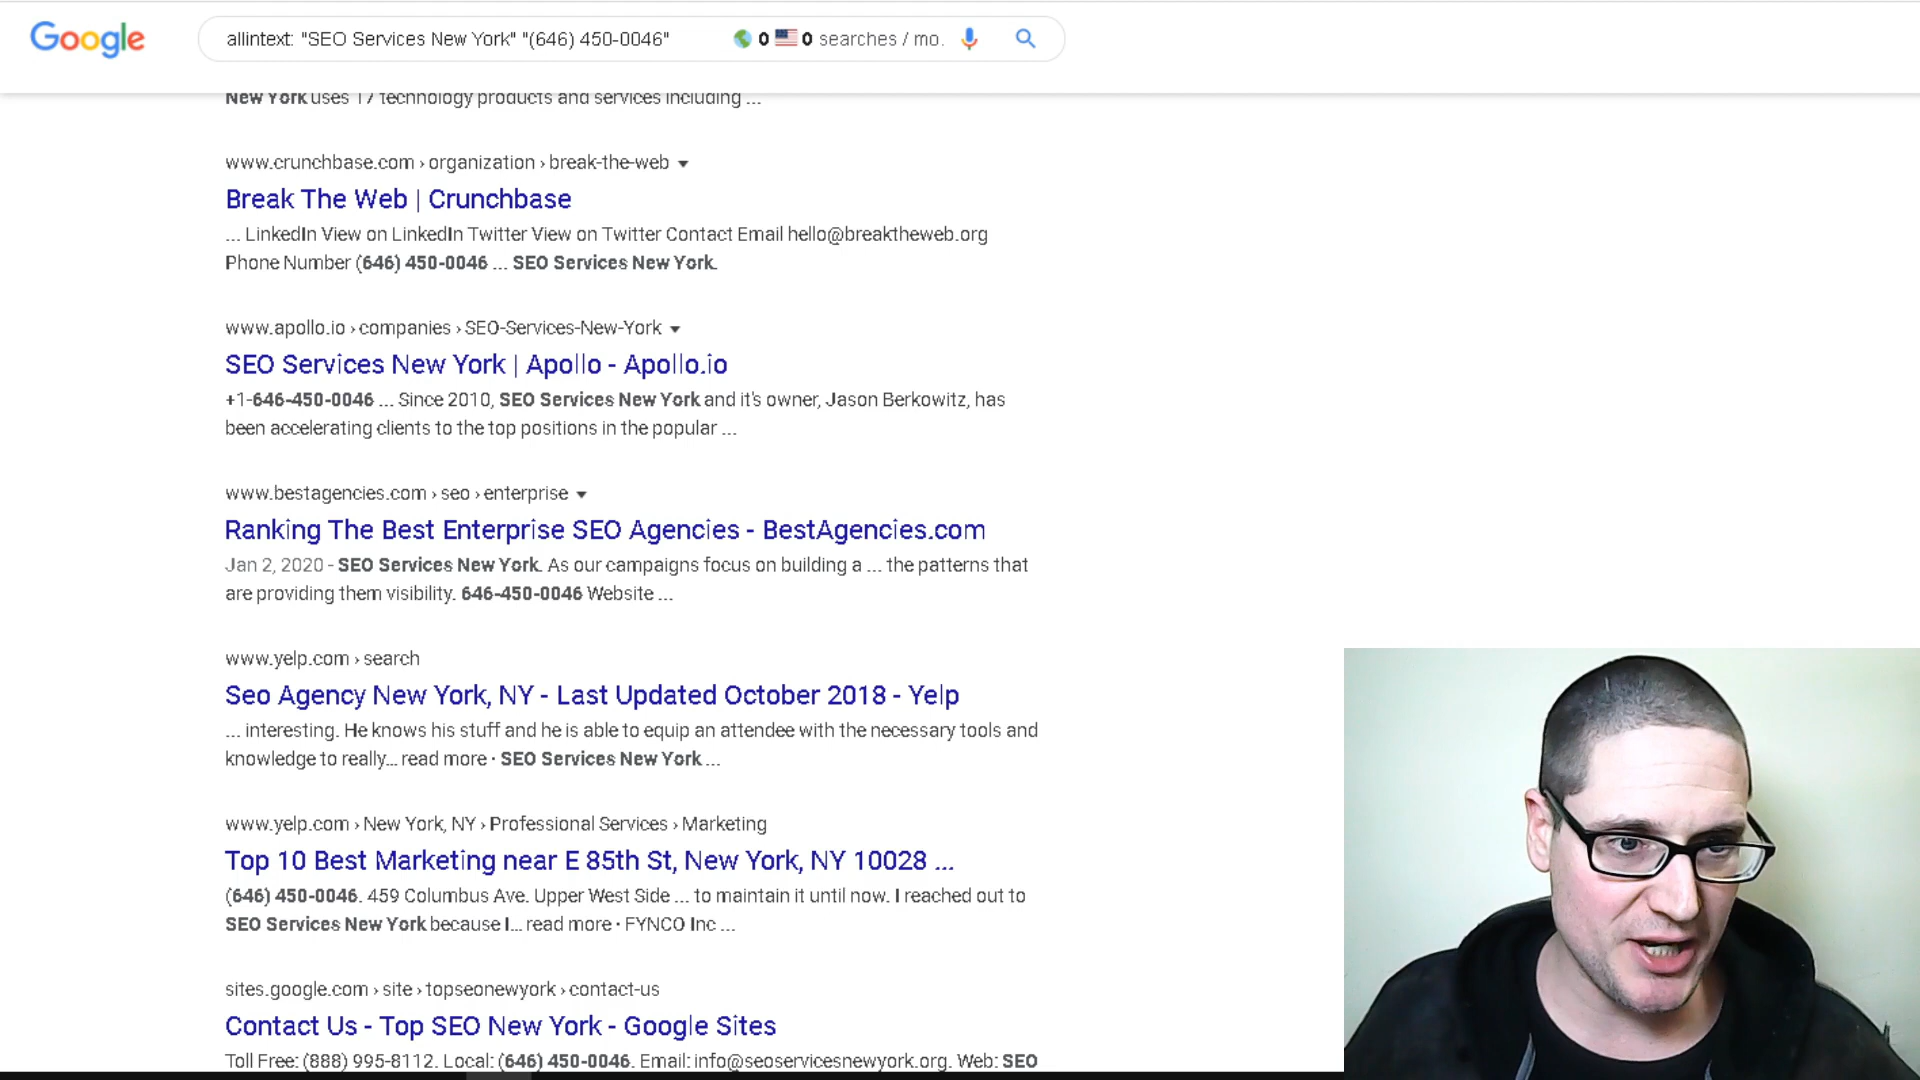 Google
allintext: "SEO Services New York" "(646) 450-0046"
0 0 searches / mo.
New York uses 17 technology products and services including ...
www.crunchbase.com › organization › break-the-web
Break The Web | Crunchbase
... LinkedIn View on LinkedIn Twitter View on Twitter Contact Email hello@breaktheweb.org
Phone Number (646) 450-0046 ... SEO Services New York.
www.apollo.io › companies › SEO-Services-New-York
SEO Services New York | Apollo - Apollo.io
+1-646-450-0046 ... Since 2010, SEO Services New York and it's owner, Jason Berkowitz, has
been accelerating clients to the top positions in the popular ...
www.bestagencies.com › seo › enterprise
Ranking The Best Enterprise SEO Agencies - BestAgencies.com
Jan 2, 2020 - SEO Services New York. As our campaigns focus on building a ... the patterns that
are providing them visibility. 646-450-0046 Website ...
www.yelp.com › search
Seo Agency New York, NY - Last Updated October 2018 - Yelp
... interesting. He knows his stuff and he is able to equip an attendee with the necessary tools and
knowledge to really... read more · SEO Services New York ...
www.yelp.com › New York, NY › Professional Services › Marketing
Top 10 Best Marketing near E 85th St, New York, NY 10028 ...
(646) 450-0046. 459 Columbus Ave. Upper West Side ... to maintain it until now. I reached out to
SEO Services New York because I... read more · FYNCO Inc ...
sites.google.com › site › topseonewyork › contact-us
Contact Us - Top SEO New York - Google Sites
Toll Free: (888) 995-8112. Local: (646) 450-0046. Email: info@seoservicesnewyork.org. Web: SEO